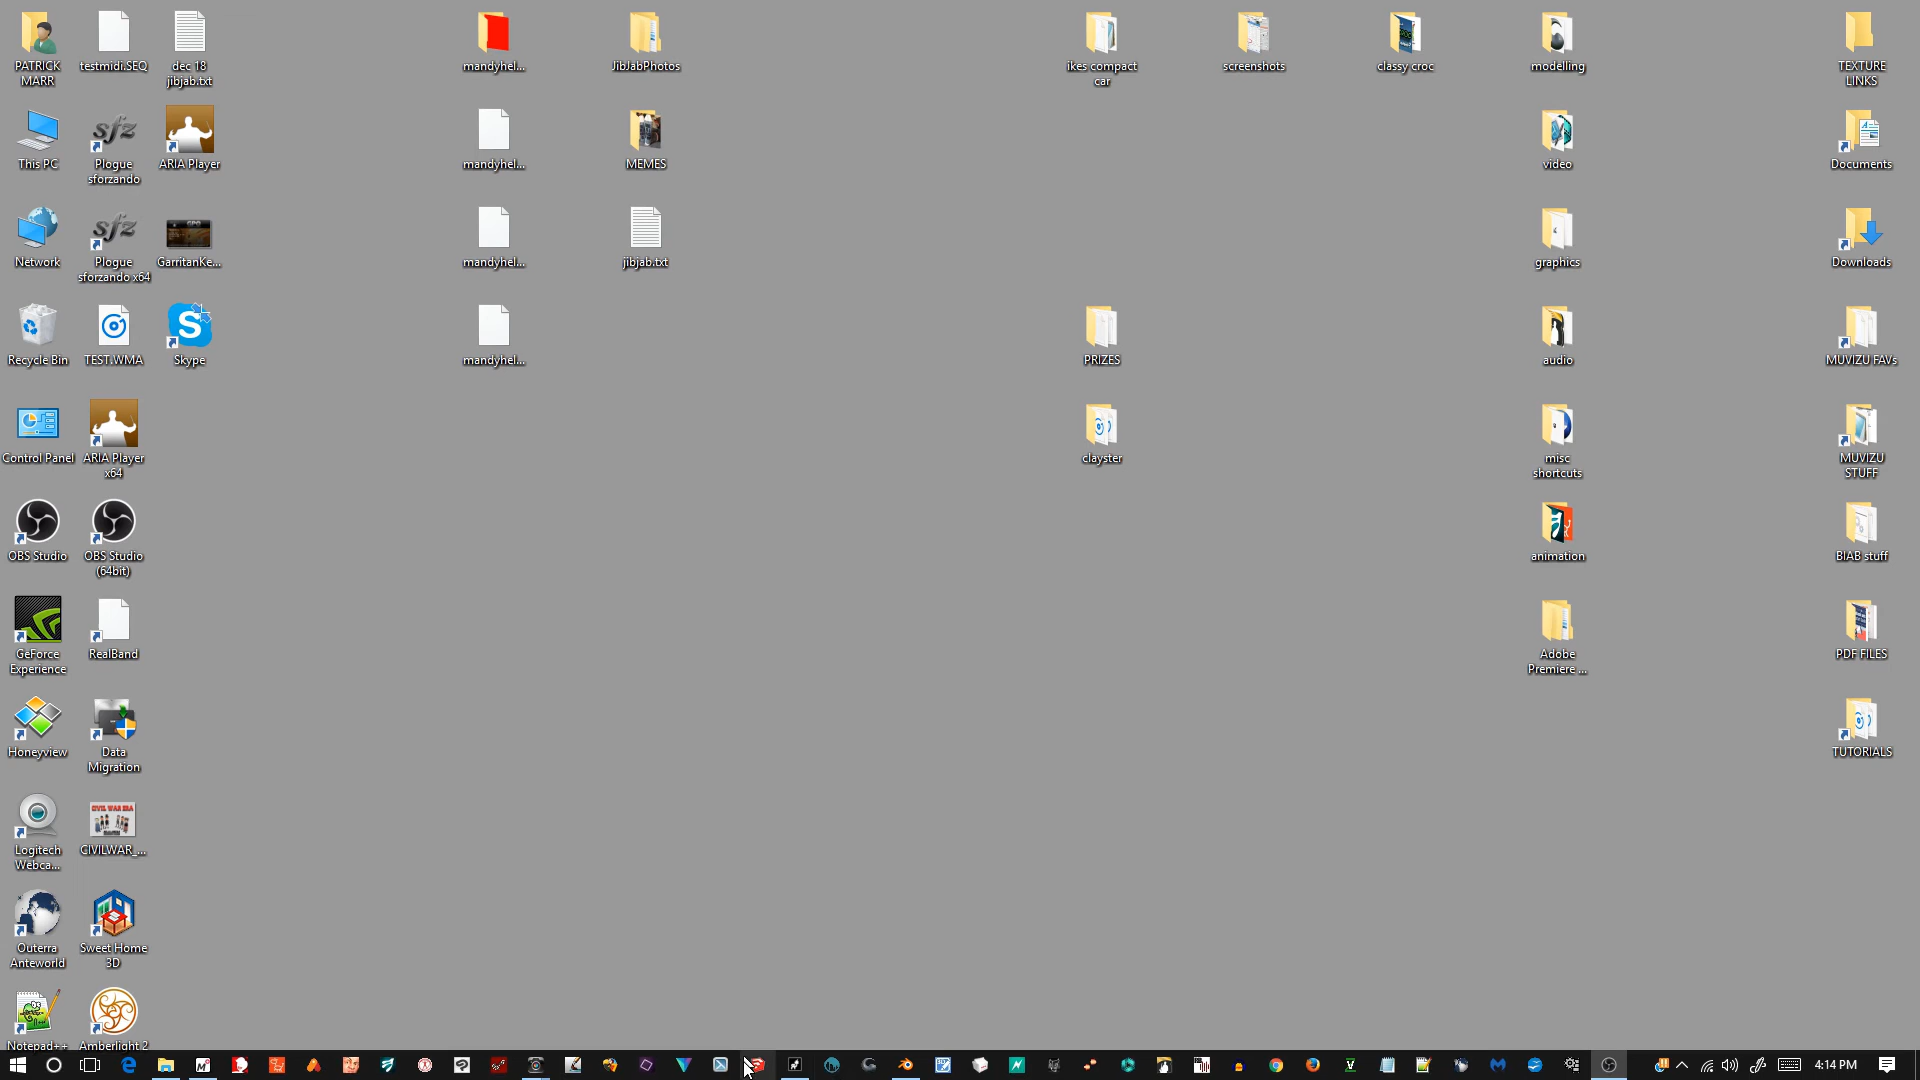 PATRICK
MARR
testmidi.SEQ
dec 18
jibjab.txt
mandyhel...
JibJabPhotos
ikes compact
car
screenshots
classy croc
modelling
TEXTURE
LINKS
This PC
Plogue
sforzando
ARIA Player
mandyhel...
MEMES
video
Documents
Network
Plogue
sforzando x64
GarritanKe...
mandyhel...
jibjab.txt
graphics
Downloads
Recycle Bin
TEST.WMA
Skype
mandyhel...
PRIZES
audio
MUVIZU FAVs
Control Panel
ARIA Player
x64
clayster
misc
shortcuts
MUVIZU
STUFF
OBS Studio
OBS Studio
(64bit)
animation
BIAB stuff
GeForce
Experience
RealBand
Adobe
Premiere ...
PDF FILES
Honeyview
Data
Migration
TUTORIALS
CIVIL WAR ERA
Logitech
Webca...
CIVILWAR_...
Outerra
Anteworld
Sweet Home
3D
Notepad++
Amberlight 2
4:14 PM